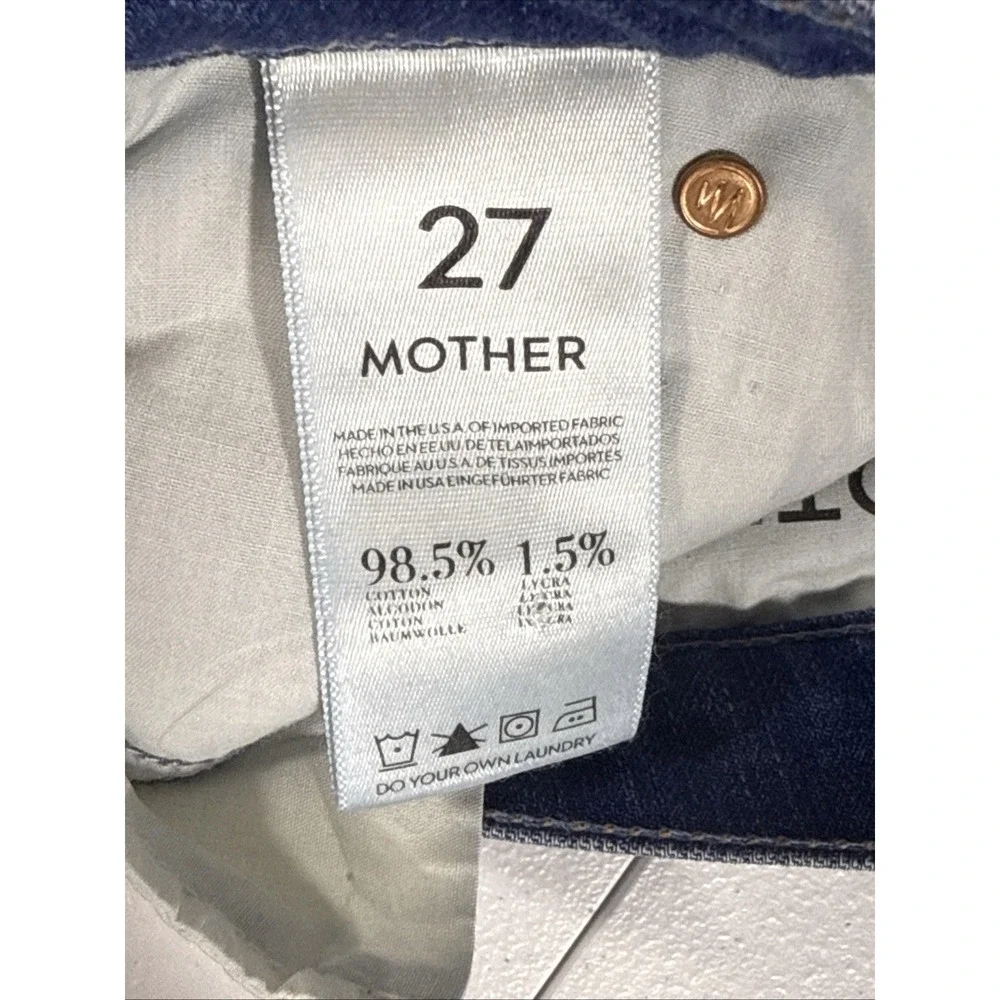 27
MOTHER
MADE IN THE U.S.A. OF IMPORTED FABRIC
HECHO EN EE.UU. DE TELA IMPORTADOS
FABRIQUE AU U.S.A. DE TISSUS IMPORTES
MADE IN USA EINGEFÜHRTER FABRIC
98.5% 1.5%
COTTON LYCRA
ALGODON LYCRA
COTON LYCRA
BAUMWOLLE LYCRA
DO YOUR OWN LAUNDRY